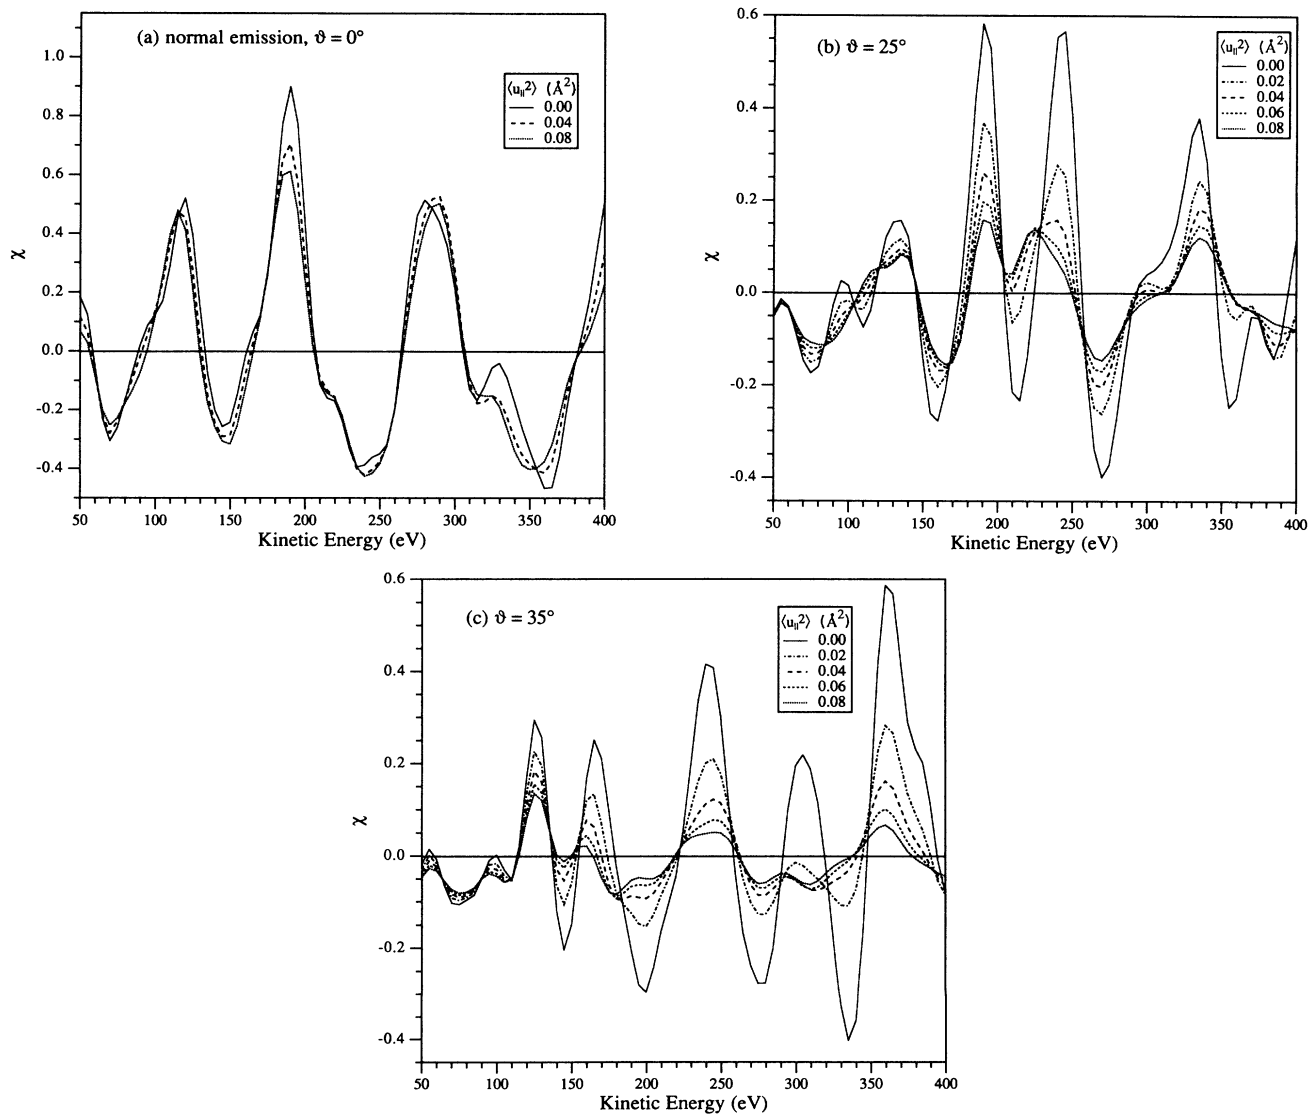 (a) normal emission, ϑ = 0°
⟨u||²⟩ (Å²)
0.00
0.04
0.08
1.0
0.8
0.6
0.4
0.2
0.0
-0.2
-0.4
χ
50 100 150 200 250 300 350 400
Kinetic Energy (eV)
(b) ϑ = 25°
⟨u||²⟩ (Å²)
0.00
0.02
0.04
0.06
0.08
0.6
0.4
0.2
0.0
-0.2
-0.4
χ
50 100 150 200 250 300 350 400
Kinetic Energy (eV)
(c) ϑ = 35°
⟨u||²⟩ (Å²)
0.00
0.02
0.04
0.06
0.08
0.6
0.4
0.2
0.0
-0.2
-0.4
χ
50 100 150 200 250 300 350 400
Kinetic Energy (eV)